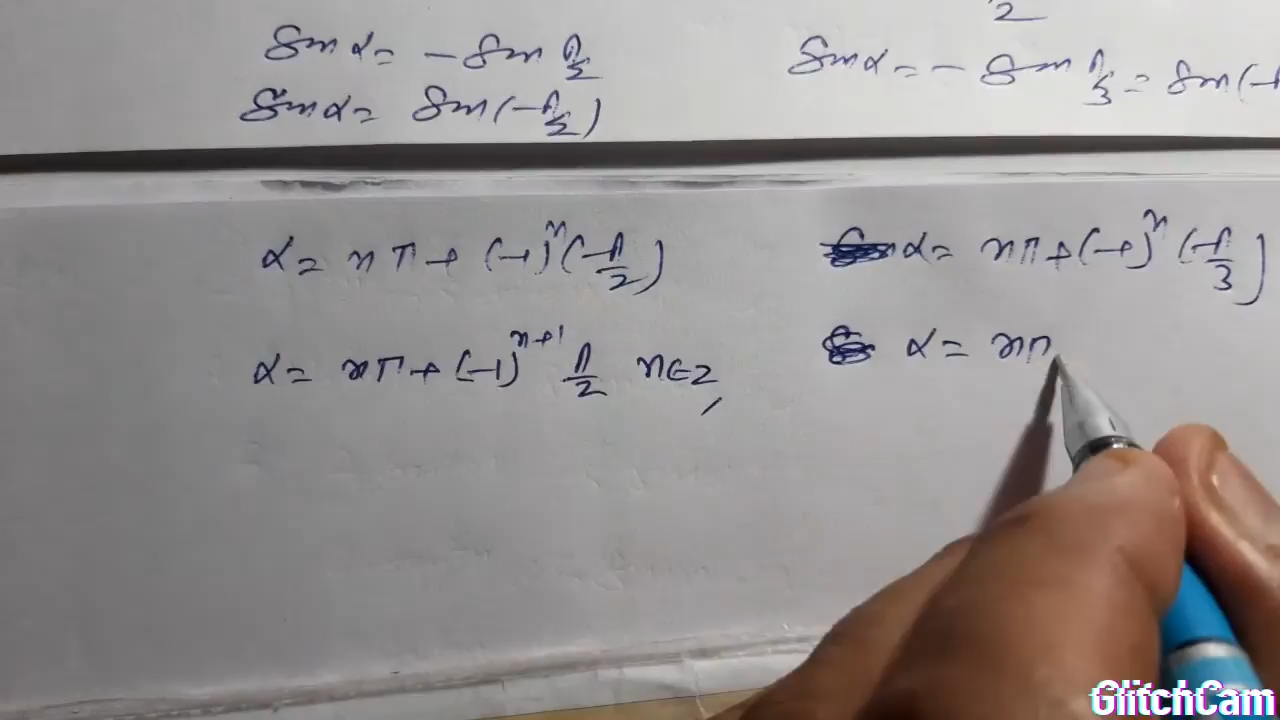 2
Sin α = - Sin π/2
Sin α = - Sin π/3 = Sin(-
Sin α = Sin(-π/2)
α = nπ + (-1)^n (-π/2)
α = nπ + (-1)^n (-π/3)
α = nπ + (-1)^(n+1) π/2 n∈Z,
α = nπ
GlitchCam